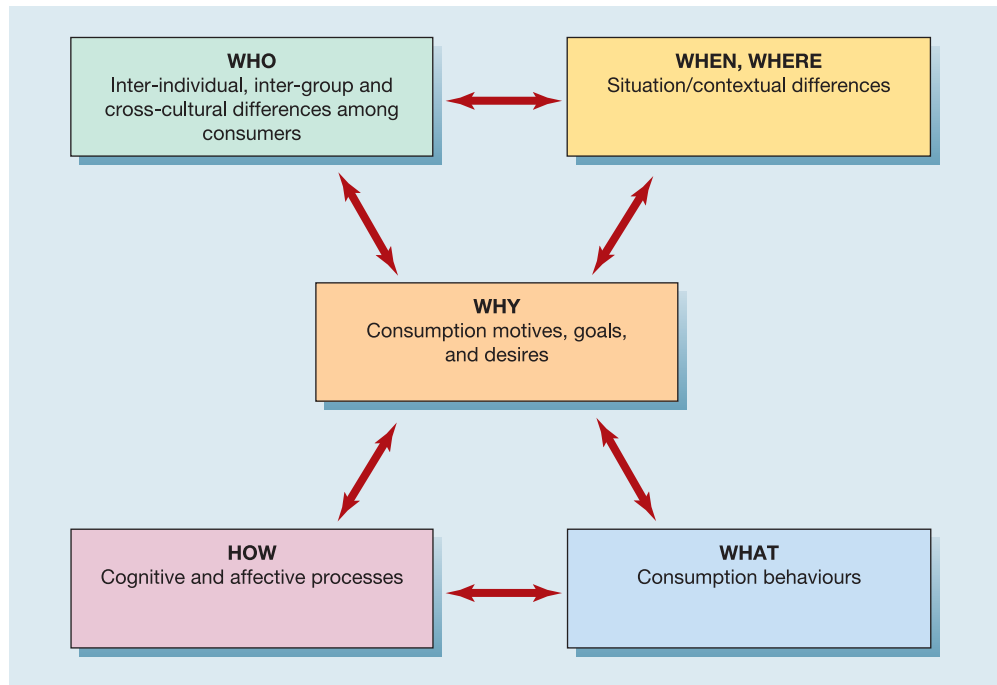 WHO
Inter-individual, inter-group and
cross-cultural differences among
consumers
WHEN, WHERE
Situation/contextual differences
WHY
Consumption motives, goals,
and desires
HOW
Cognitive and affective processes
WHAT
Consumption behaviours